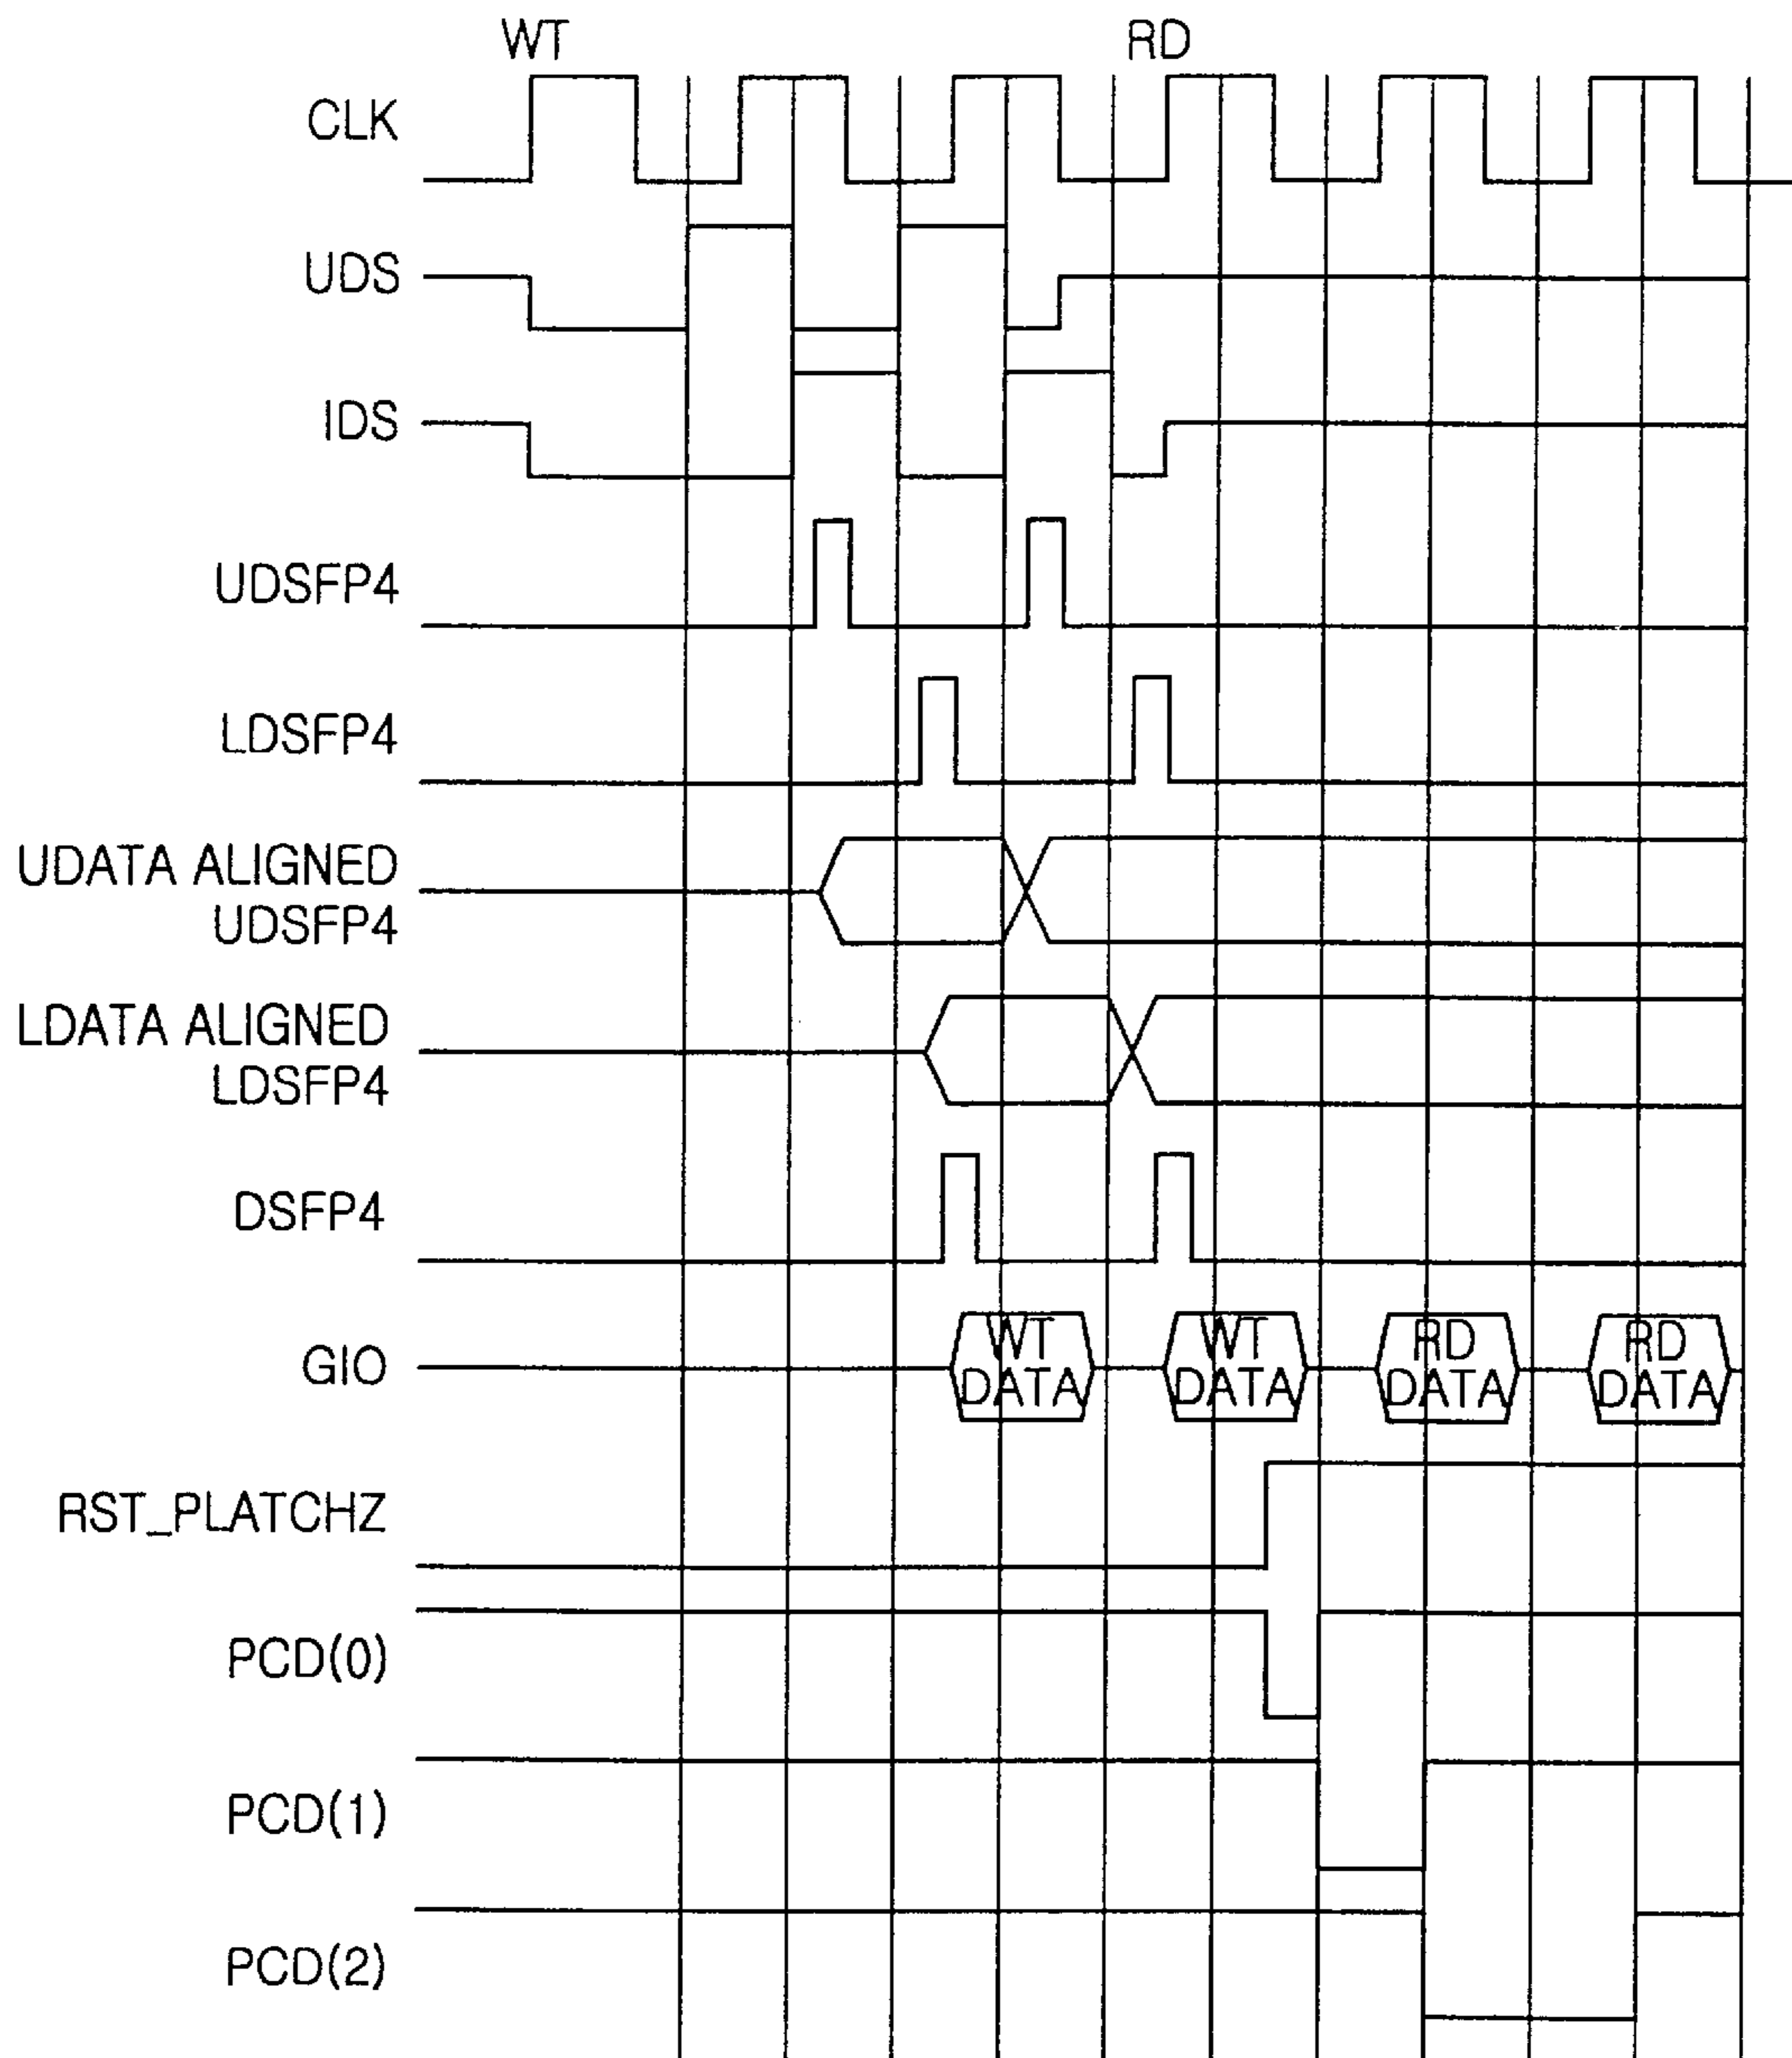 WT RD
CLK
UDS
IDS
UDSFP4
LDSFP4
UDATA ALIGNED
UDSFP4
LDATA ALIGNED
LDSFP4
DSFP4
GIO
WT WT RD RD
DATA DATA DATA DATA
RST_PLATCHZ
PCD(0)
PCD(1)
PCD(2)